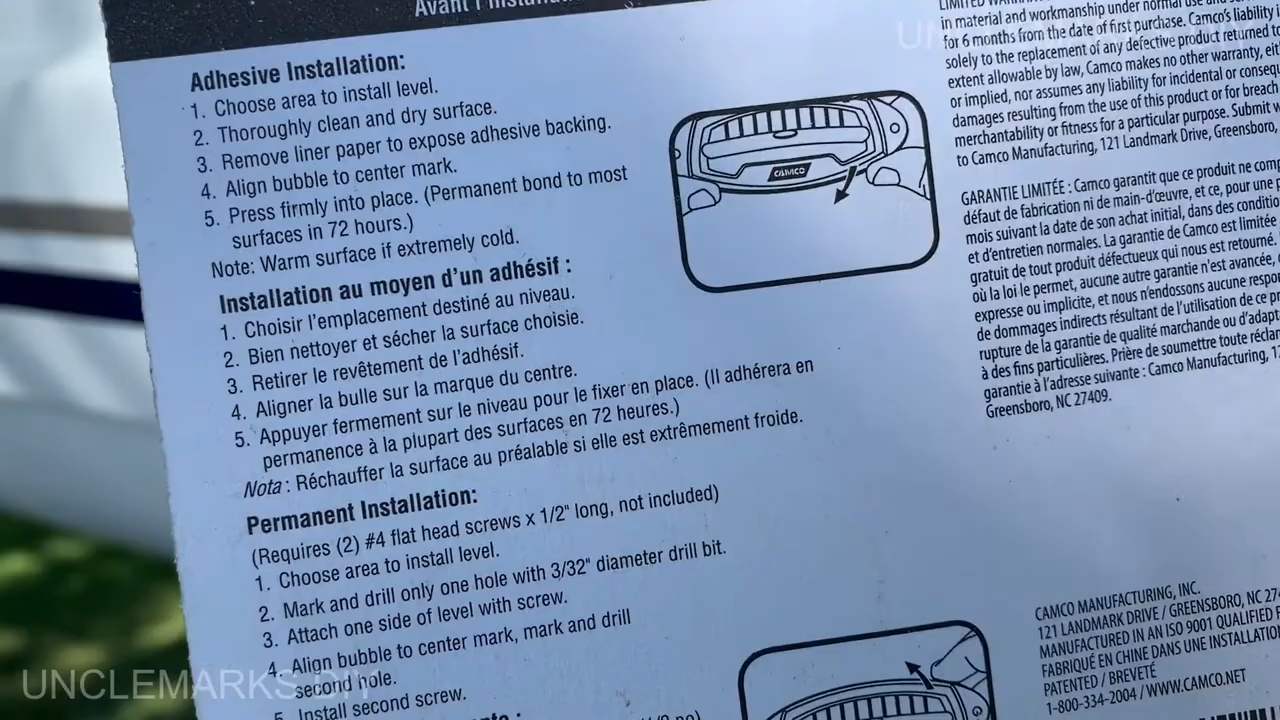 Avant l'
Adhesive Installation:
1. Choose area to install level.
2. Thoroughly clean and dry surface.
3. Remove liner paper to expose adhesive backing.
4. Align bubble to center mark.
5. Press firmly into place. (Permanent bond to most
surfaces in 72 hours.)
Note: Warm surface if extremely cold.
Installation au moyen d'un adhésif :
1. Choisir l'emplacement destiné au niveau.
2. Bien nettoyer et sécher la surface choisie.
3. Retirer le revêtement de l'adhésif.
4. Aligner la bulle sur la marque du centre.
5. Appuyer fermement sur le niveau pour le fixer en place. (Il adhérera en
permanence à la plupart des surfaces en 72 heures.)
Nota : Réchauffer la surface au préalable si elle est extrêmement froide.
Permanent Installation:
(Requires (2) #4 flat head screws x 1/2" long, not included)
1. Choose area to install level.
2. Mark and drill only one hole with 3/32" diameter drill bit.
3. Attach one side of level with screw.
4. Align bubble to center mark, mark and drill
second hole.
5. Install second screw.
CAMCO
LIMITED
in material and workmanship under normal use and
for 6 months from the date of first purchase. Camco's liability
solely to the replacement of any defective product returned to
extent allowable by law, Camco makes no other warranty,
or implied, nor assumes any liability for incidental or
damages resulting from the use of this product or for breach
merchantability or fitness for a particular purpose. Submit
to Camco Manufacturing, 121 Landmark Drive, Greensboro,
GARANTIE LIMITÉE : Camco garantit que ce produit ne
défaut de fabrication ni de main-d'œuvre, et ce, pour une
mois suivant la date de son achat initial, dans des
et d'entretien normales. La garantie de Camco est limitée
gratuit de tout produit défectueux qui nous est retourné.
où la loi le permet, aucune autre garantie n'est avancée,
expresse ou implicite, et nous n'endossons aucune
de dommages indirects résultant de l'utilisation de ce
rupture de la garantie de qualité marchande ou
à des fins particulières. Prière de soumettre toute
garantie à l'adresse suivante : Camco Manufacturing,
Greensboro, NC 27409.
CAMCO MANUFACTURING, INC.
121 LANDMARK DRIVE / GREENSBORO, NC
MANUFACTURED IN AN ISO 9001 QUALIFIED
FABRIQUÉ EN CHINE DANS UNE
PATENTED / BREVETÉ
1-800-334-2004 / WWW.CAMCO.NET
UNCLEMARKS DIY